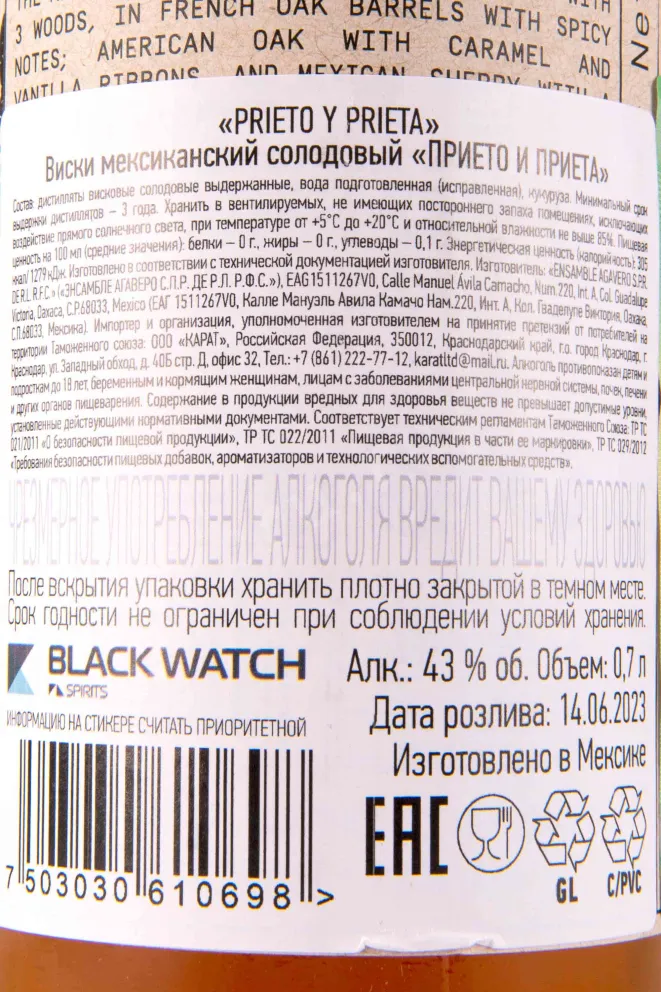 THE WITH
3 WOODS, IN FRENCH OAK BARRELS WITH SPICY
NOTES; AMERICAN OAK WITH CARAMEL AND
VANILLA RIBBONS, AND MEXICAN SHERRY WITH A
«PRIETO Y PRIETA»
Виски мексиканский солодовый «ПРИЕТО И ПРИЕТА»
Состав: дистилляты висковые солодовые выдержанные, вода подготовленная (исправленная), кукуруза. Минимальный срок
выдержки дистиллятов – 3 года. Хранить в вентилируемых, не имеющих постороннего запаха помещениях, исключающих
воздействие прямого солнечного света, при температуре от +5°С до +20°С и относительной влажности не выше 85%. Пищевая
ценность на 100 мл (средние значения): белки – 0 г., жиры – 0 г., углеводы – 0,1 г. Энергетическая ценность (калорийность): 305
ккал/ 1279 кДж. Изготовлено в соответствии с технической документацией изготовителя. Изготовитель: «ENSAMBLE AGAVERO S.P.R.
DE R.L. R.F.C.» («ЭНСАМБЛЕ АГАВЕРО С.П.Р. ДЕ Р.Л. Р.Ф.С.»), EAG1511267V0, Calle Manuel Ávila Camacho, Num.220, Int. A, Col. Guadalupe
Victoria, Oaxaca, C.P.68033, Mexico (EAГ 1511267V0, Калле Мануэль Авила Камачо Нам.220, Инт. А, Кол. Гваделупе Виктория, Оахака,
С.П.68033, Мексика). Импортер и организация, уполномоченная изготовителем на принятие претензий от потребителей на
территории Таможенного союза: ООО «КАРАТ», Российская Федерация, 350012, Краснодарский край, г.о. город Краснодар, г.
Краснодар, ул. Западный обход, д. 40Б стр. Д, офис 32, Тел.: +7 (861) 222-77-12, karatltd@mail.ru. Алкоголь противопоказан детям и
подросткам до 18 лет, беременным и кормящим женщинам, лицам с заболеваниями центральной нервной системы, почек, печени
и других органов пищеварения. Содержание в продукции вредных для здоровья веществ не превышает допустимые уровни,
установленные действующими нормативными документами. Соответствует техническим регламентам Таможенного Союза: ТР ТС
021/2011 «О безопасности пищевой продукции», ТР ТС 022/2011 «Пищевая продукция в части ее маркировки», ТР ТС 029/2012
«Требования безопасности пищевых добавок, ароматизаторов и технологических вспомогательных средств».
ЧРЕЗМЕРНОЕ УПОТРЕБЛЕНИЕ АЛКОГОЛЯ ВРЕДИТ ВАШЕМУ ЗДОРОВЬЮ
После вскрытия упаковки хранить плотно закрытой в темном месте.
Срок годности не ограничен при соблюдении условий хранения.
BLACK WATCH
SPIRITS
Алк.: 43 % об. Объем: 0,7 л
Дата розлива: 14.06.2023
Изготовлено в Мексике
ИНФОРМАЦИЮ НА СТИКЕРЕ СЧИТАТЬ ПРИОРИТЕТНОЙ
EAC
GL
C/PVC
7 503030 610698 >